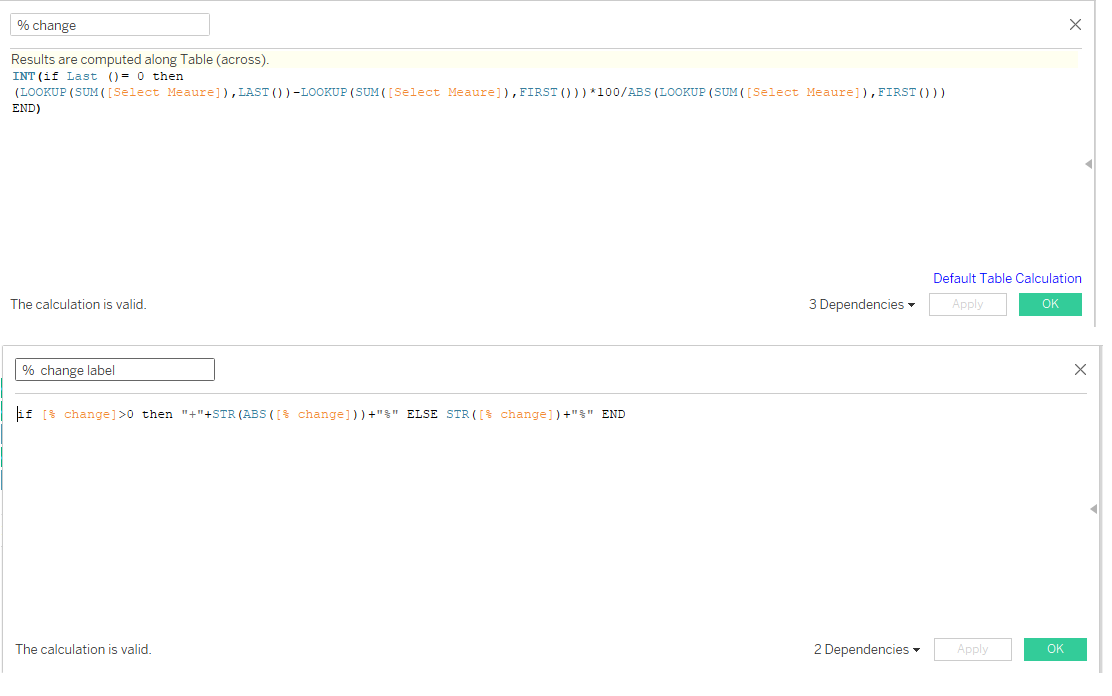 % change
Results are computed along Table (across).
INT(if Last ()= 0 then
(LOOKUP(SUM([Select Meaure]),LAST())-LOOKUP(SUM([Select Meaure]),FIRST()))*100/ABS(LOOKUP(SUM([Select Meaure]),FIRST()))
END)
Default Table Calculation
The calculation is valid. 3 Dependencies Apply OK
% change label
if [% change]>0 then "+"+STR(ABS([% change]))+"%" ELSE STR([% change])+"%" END
The calculation is valid. 2 Dependencies Apply OK